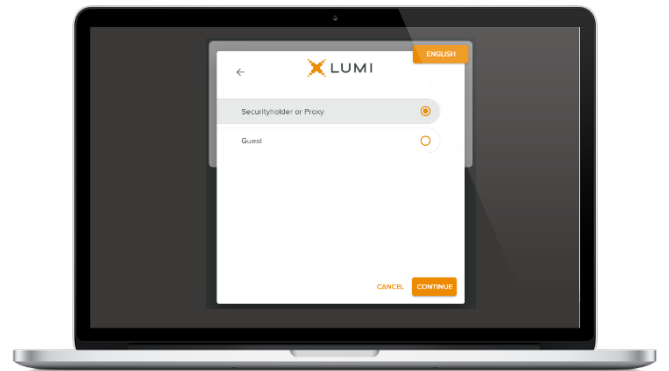 ENGLISH
LUMI
Securityholder or Proxy
Guest
CANCEL
CONTINUE